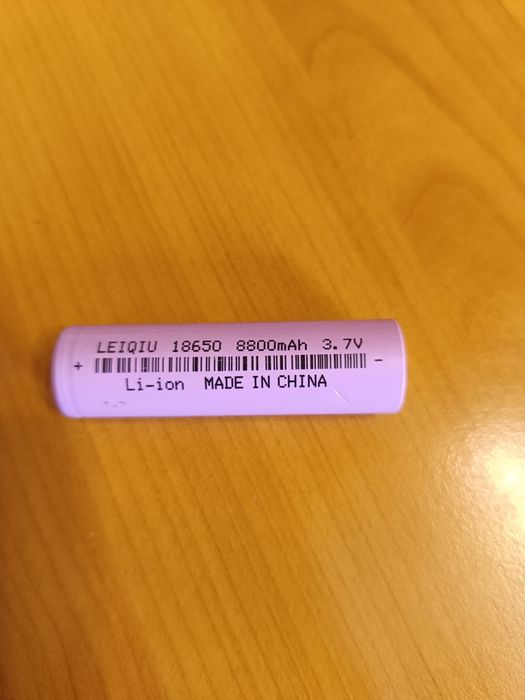 LEIQIU 18650 8800mAh 3.7V
+ -
Li-ion MADE IN CHINA